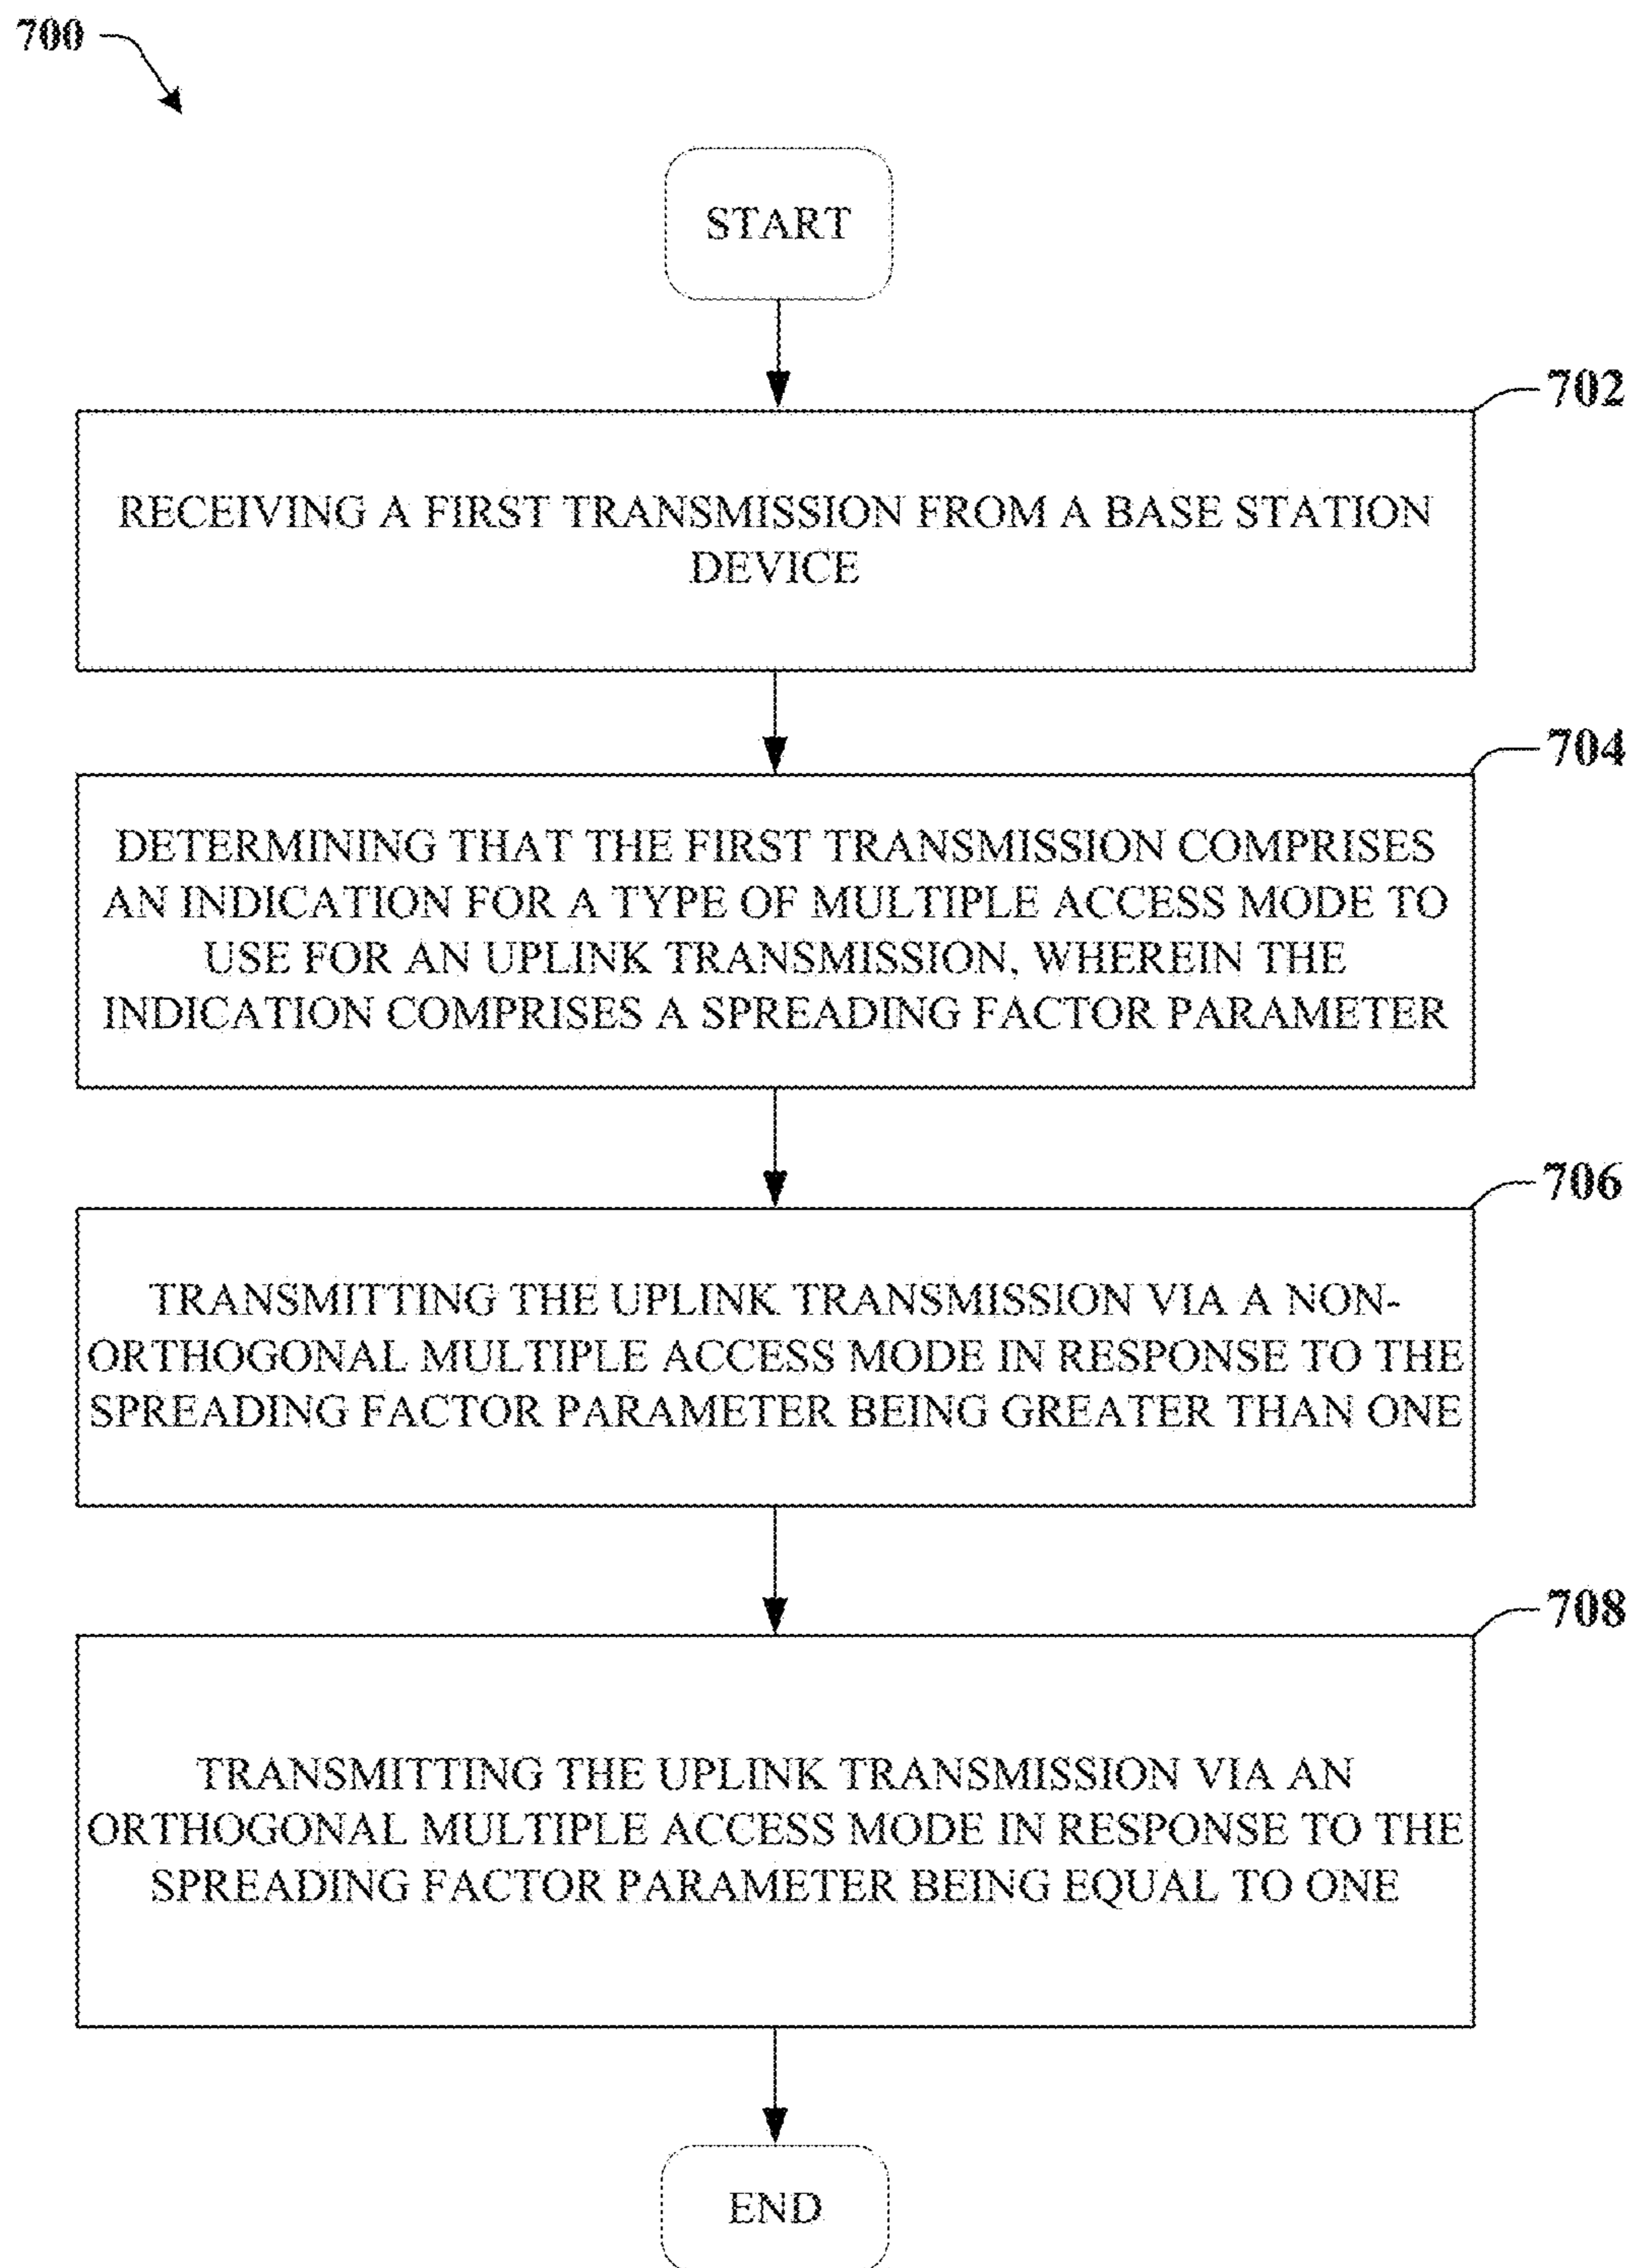 700
START
702
RECEIVING A FIRST TRANSMISSION FROM A BASE STATION
DEVICE
704
DETERMINING THAT THE FIRST TRANSMISSION COMPRISES
AN INDICATION FOR A TYPE OF MULTIPLE ACCESS MODE TO
USE FOR AN UPLINK TRANSMISSION, WHEREIN THE
INDICATION COMPRISES A SPREADING FACTOR PARAMETER
706
TRANSMITTING THE UPLINK TRANSMISSION VIA A NON-
ORTHOGONAL MULTIPLE ACCESS MODE IN RESPONSE TO THE
SPREADING FACTOR PARAMETER BEING GREATER THAN ONE
708
TRANSMITTING THE UPLINK TRANSMISSION VIA AN
ORTHOGONAL MULTIPLE ACCESS MODE IN RESPONSE TO THE
SPREADING FACTOR PARAMETER BEING EQUAL TO ONE
END